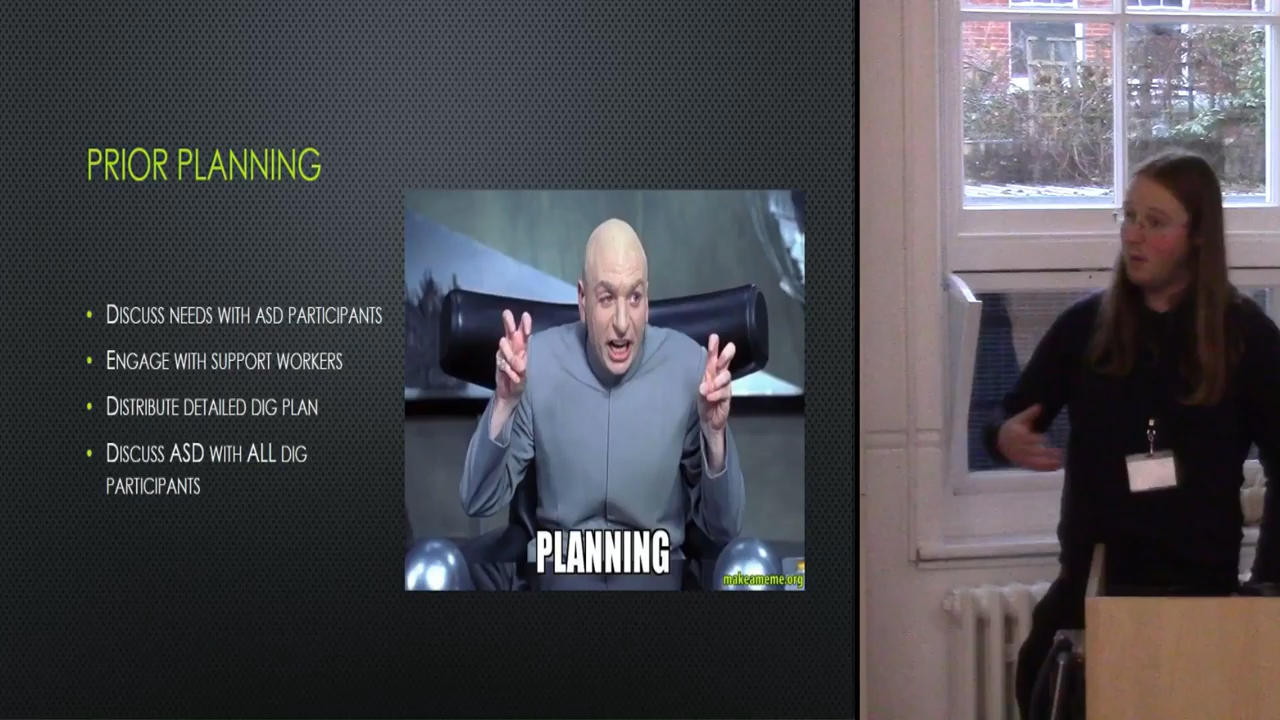 PRIOR PLANNING
• DISCUSS NEEDS WITH ASD PARTICIPANTS
• ENGAGE WITH SUPPORT WORKERS
• DISTRIBUTE DETAILED DIG PLAN
• DISCUSS ASD WITH ALL DIG
PARTICIPANTS
PLANNING
makeameme.org